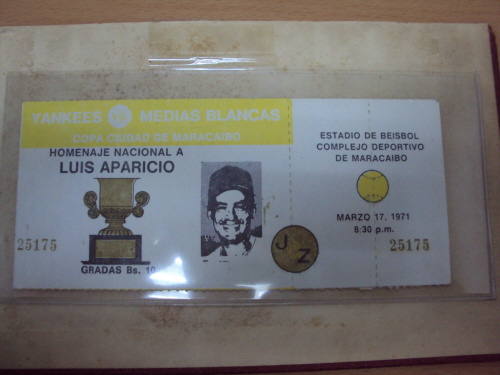 YANKEES VS MEDIAS BLANCAS
COPA CIUDAD DE MARACAIBO
HOMENAJE NACIONAL A
LUIS APARICIO
25175
GRADAS Bs. 10
J Z
ESTADIO DE BEISBOL
COMPLEJO DEPORTIVO
DE MARACAIBO
MARZO 17, 1971
8:30 p.m.
25175